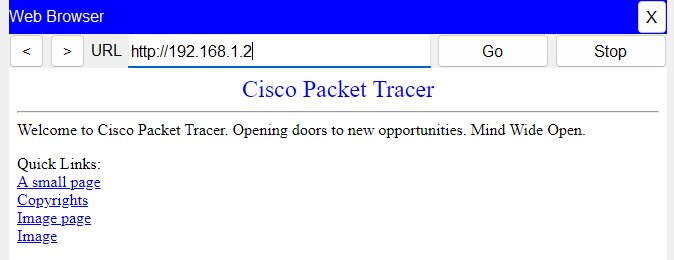 Web Browser X
< > URL http://192.168.1.2 Go Stop
Cisco Packet Tracer
Welcome to Cisco Packet Tracer. Opening doors to new opportunities. Mind Wide Open.
Quick Links:
A small page
Copyrights
Image page
Image